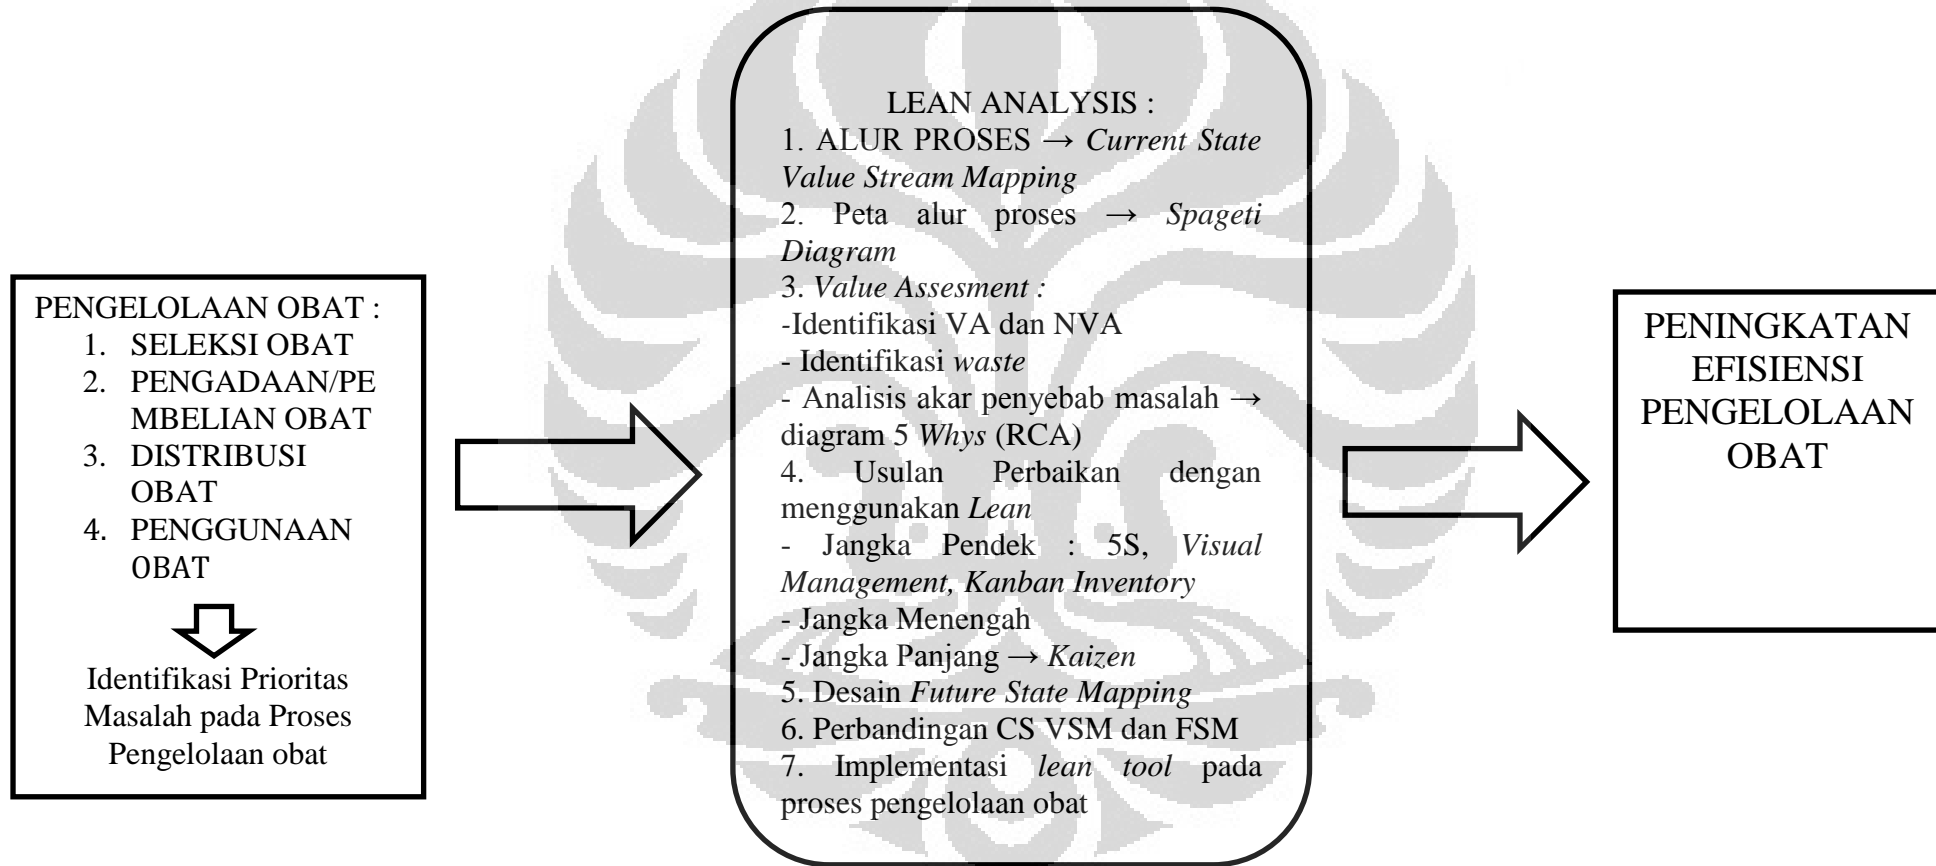 PENGELOLAAN OBAT :
1. SELEKSI OBAT
2. PENGADAAN/PE
MBELIAN OBAT
3. DISTRIBUSI
OBAT
4. PENGGUNAAN
OBAT
Identifikasi Prioritas
Masalah pada Proses
Pengelolaan obat
LEAN ANALYSIS :
1. ALUR PROSES → Current State
Value Stream Mapping
2. Peta alur proses → Spageti
Diagram
3. Value Assesment :
-Identifikasi VA dan NVA
- Identifikasi waste
- Analisis akar penyebab masalah →
diagram 5 Whys (RCA)
4. Usulan Perbaikan dengan
menggunakan Lean
- Jangka Pendek : 5S, Visual
Management, Kanban Inventory
- Jangka Menengah
- Jangka Panjang → Kaizen
5. Desain Future State Mapping
6. Perbandingan CS VSM dan FSM
7. Implementasi lean tool pada
proses pengelolaan obat
PENINGKATAN
EFISIENSI
PENGELOLAAN
OBAT